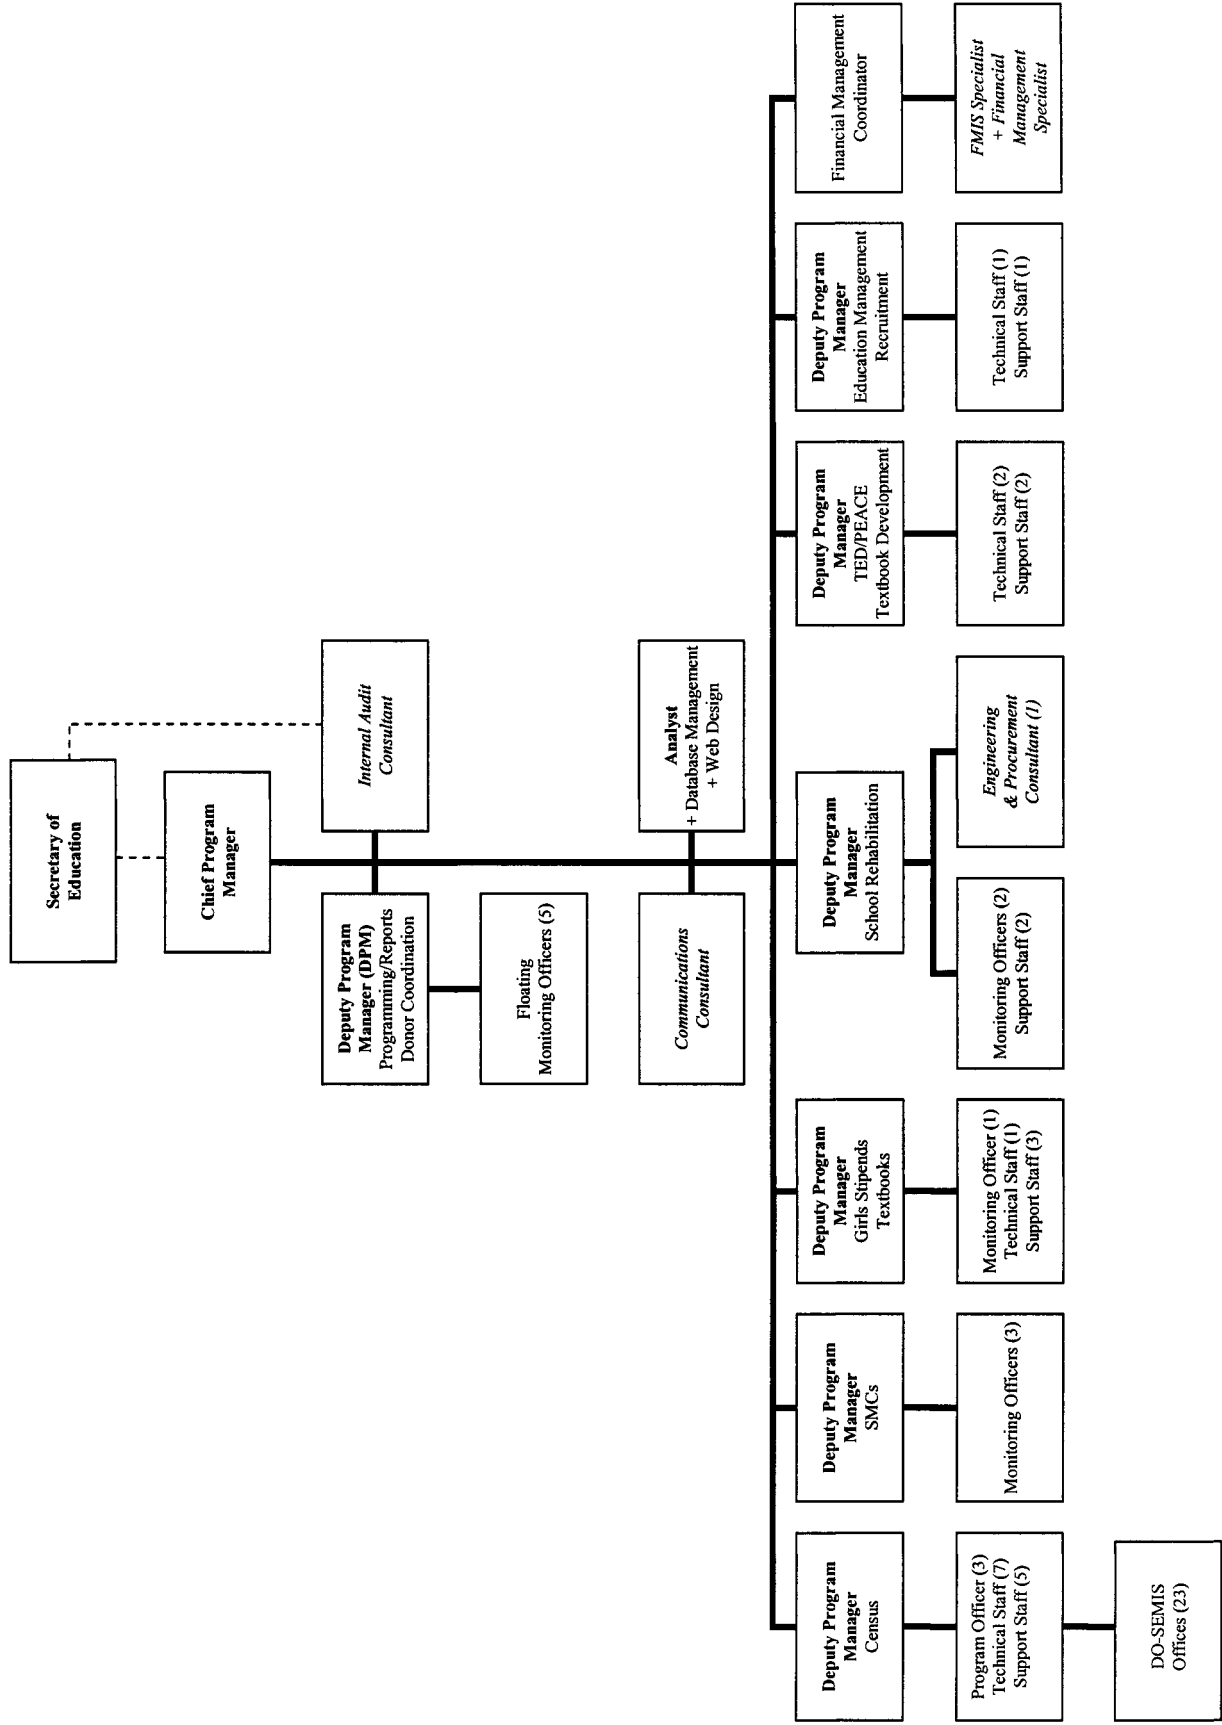 Secretary of
Education
Chief Program
Manager
Deputy Program
Manager (DPM)
Programming/Reports
Donor Coordination
Internal Audit
Consultant
Floating
Monitoring Officers (5)
Communications
Consultant
Analyst
+ Database Management
+ Web Design
Deputy Program
Manager
Census
Deputy Program
Manager
SMCs
Deputy Program
Manager
Girls Stipends
Textbooks
Deputy Program
Manager
School Rehabilitation
Deputy Program
Manager
TED/PEACE
Textbook Development
Deputy Program
Manager
Education Management
Recruitment
Financial Management
Coordinator
Program Officer (3)
Technical Staff (7)
Support Staff (5)
Monitoring Officers (3)
Monitoring Officer (1)
Technical Staff (1)
Support Staff (3)
Monitoring Officers (2)
Support Staff (2)
Engineering
& Procurement
Consultant (1)
Technical Staff (2)
Support Staff (2)
Technical Staff (1)
Support Staff (1)
FMIS Specialist
+ Financial
Management
Specialist
DO-SEMIS
Offices (23)